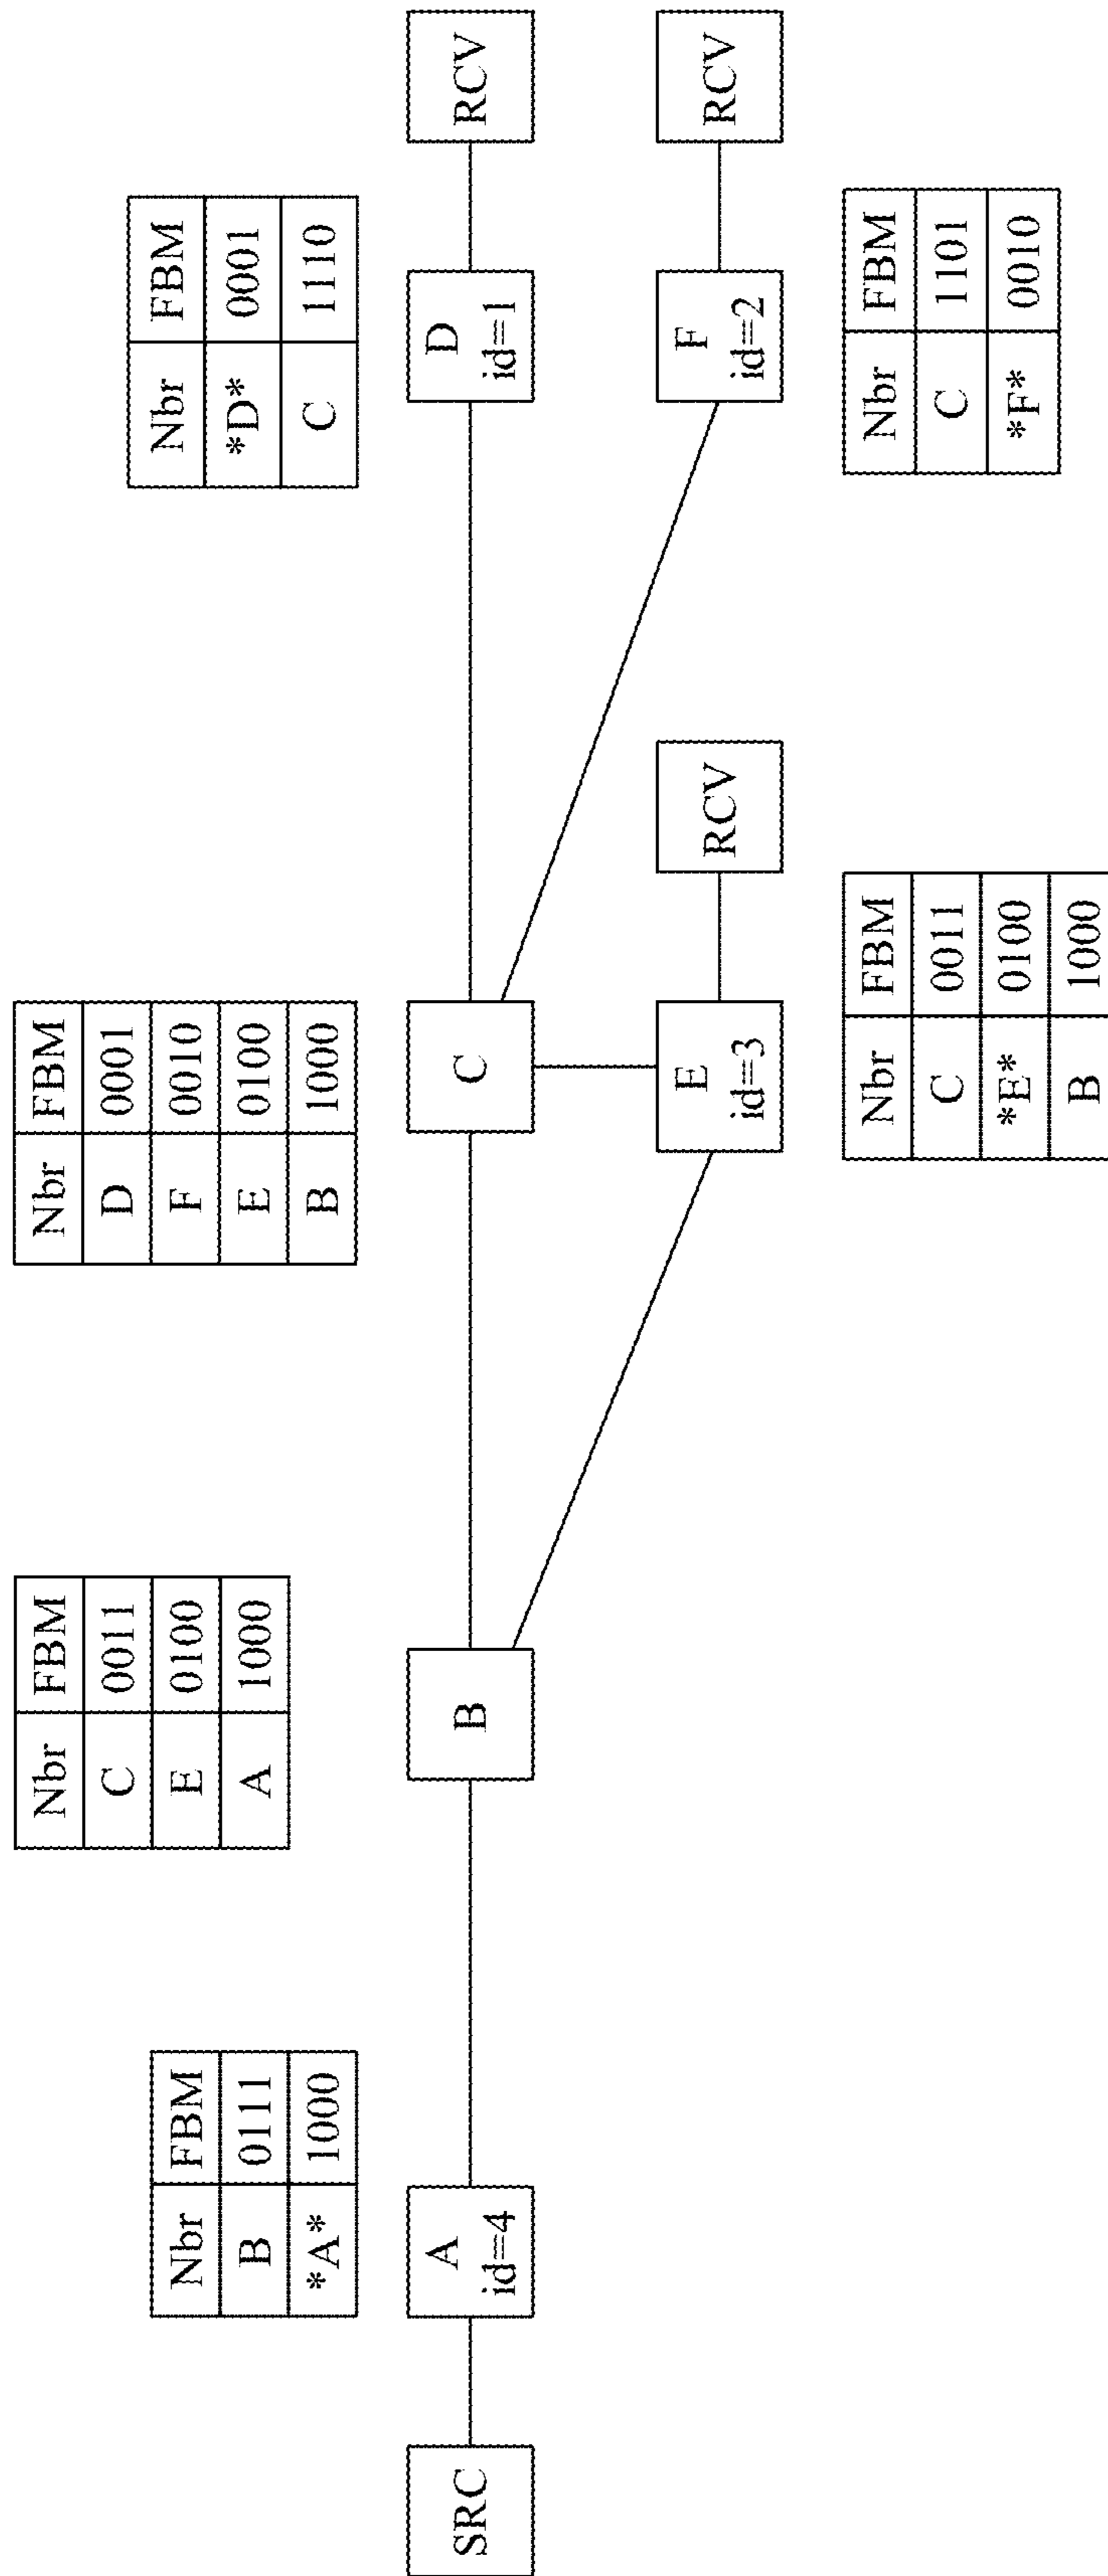 Nbr FBM
B 0111
*A* 1000
Nbr FBM
C 0011
E 0100
A 1000
Nbr FBM
D 0001
F 0010
E 0100
B 1000
Nbr FBM
*D* 0001
C 1110
SRC
A
id=4
B
C
D
id=1
RCV
E
id=3
RCV
F
id=2
RCV
Nbr FBM
C 0011
*E* 0100
B 1000
Nbr FBM
C 1101
*F* 0010